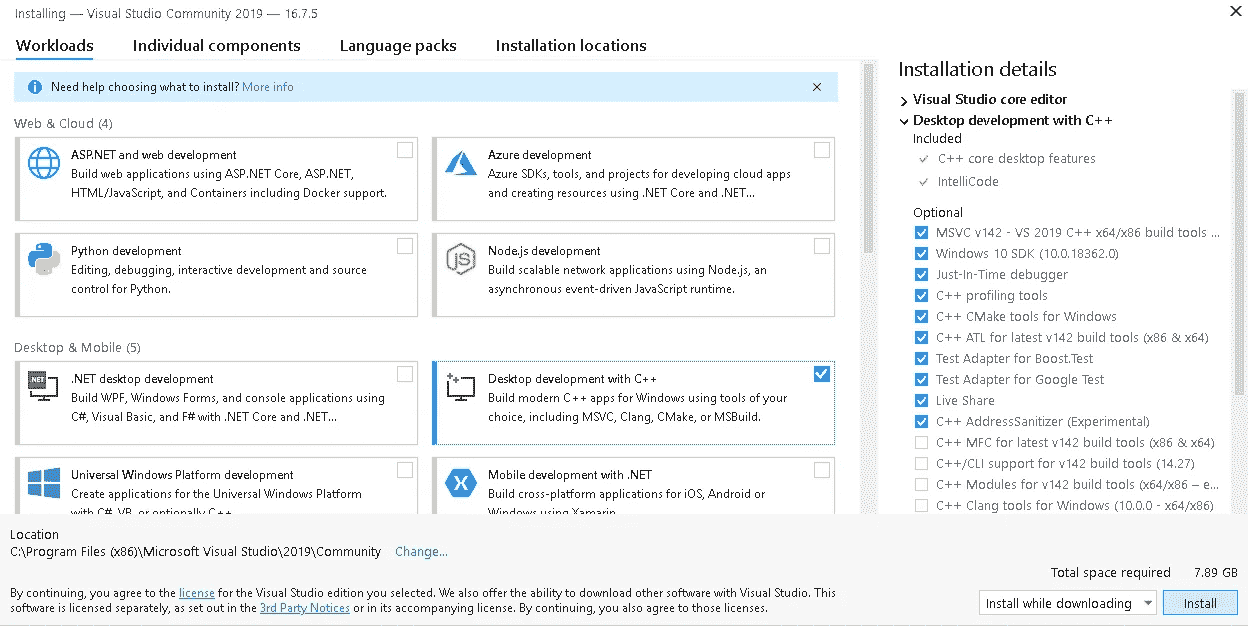 Installing — Visual Studio Community 2019 — 16.7.5
Workloads
Individual components
Language packs
Installation locations
Need help choosing what to install? More info
Web & Cloud (4)
ASP.NET and web development
Build web applications using ASP.NET Core, ASP.NET,
HTML/JavaScript, and Containers including Docker support.
Azure development
Azure SDKs, tools, and projects for developing cloud apps
and creating resources using .NET Core and .NET...
Python development
Editing, debugging, interactive development and source
control for Python.
JS
Node.js development
Build scalable network applications using Node.js, an
asynchronous event-driven JavaScript runtime.
Desktop & Mobile (5)
.NET
.NET desktop development
Build WPF, Windows Forms, and console applications using
C#, Visual Basic, and F# with .NET Core and .NET...
Desktop development with C++
Build modern C++ apps for Windows using tools of your
choice, including MSVC, Clang, CMake, or MSBuild.
Universal Windows Platform development
Create applications for the Universal Windows Platform
with C#, VB, or optionally C++.
Mobile development with .NET
Build cross-platform applications for iOS, Android or
Windows using Xamarin.
Installation details
Visual Studio core editor
Desktop development with C++
Included
C++ core desktop features
IntelliCode
Optional
MSVC v142 - VS 2019 C++ x64/x86 build tools ...
Windows 10 SDK (10.0.18362.0)
Just-In-Time debugger
C++ profiling tools
C++ CMake tools for Windows
C++ ATL for latest v142 build tools (x86 & x64)
Test Adapter for Boost.Test
Test Adapter for Google Test
Live Share
C++ AddressSanitizer (Experimental)
C++ MFC for latest v142 build tools (x86 & x64)
C++/CLI support for v142 build tools (14.27)
C++ Modules for v142 build tools (x64/x86 – e...
C++ Clang tools for Windows (10.0.0 - x64/x86)
Location
C:\Program Files (x86)\Microsoft Visual Studio\2019\Community Change...
By continuing, you agree to the license for the Visual Studio edition you selected. We also offer the ability to download other software with Visual Studio. This
software is licensed separately, as set out in the 3rd Party Notices or in its accompanying license. By continuing, you also agree to those licenses.
Total space required 7.89 GB
Install while downloading
Install